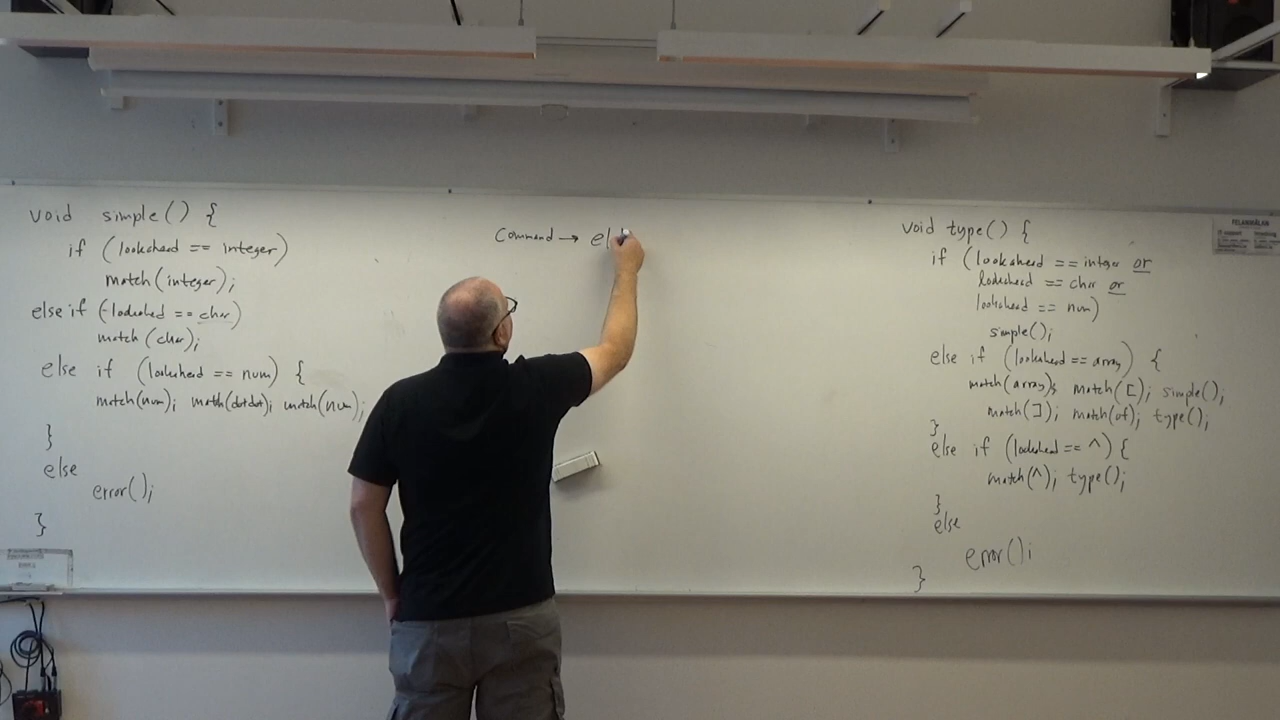 void simple() {
if (lookahead == integer)
match(integer);
else if (lookahead == char)
match(char);
else if (lookahead == num) {
match(num); match(dotdot); match(num);
}
else
error();
}
Command → el
void type() {
if (lookahead == integer or
lookahead == char or
lookahead == num)
simple();
else if (lookahead == array) {
match(array); match([); simple();
match(]); match(of); type();
}
else if (lookahead == ^) {
match(^); type();
}
else
error();
}
FELANMÄLAN